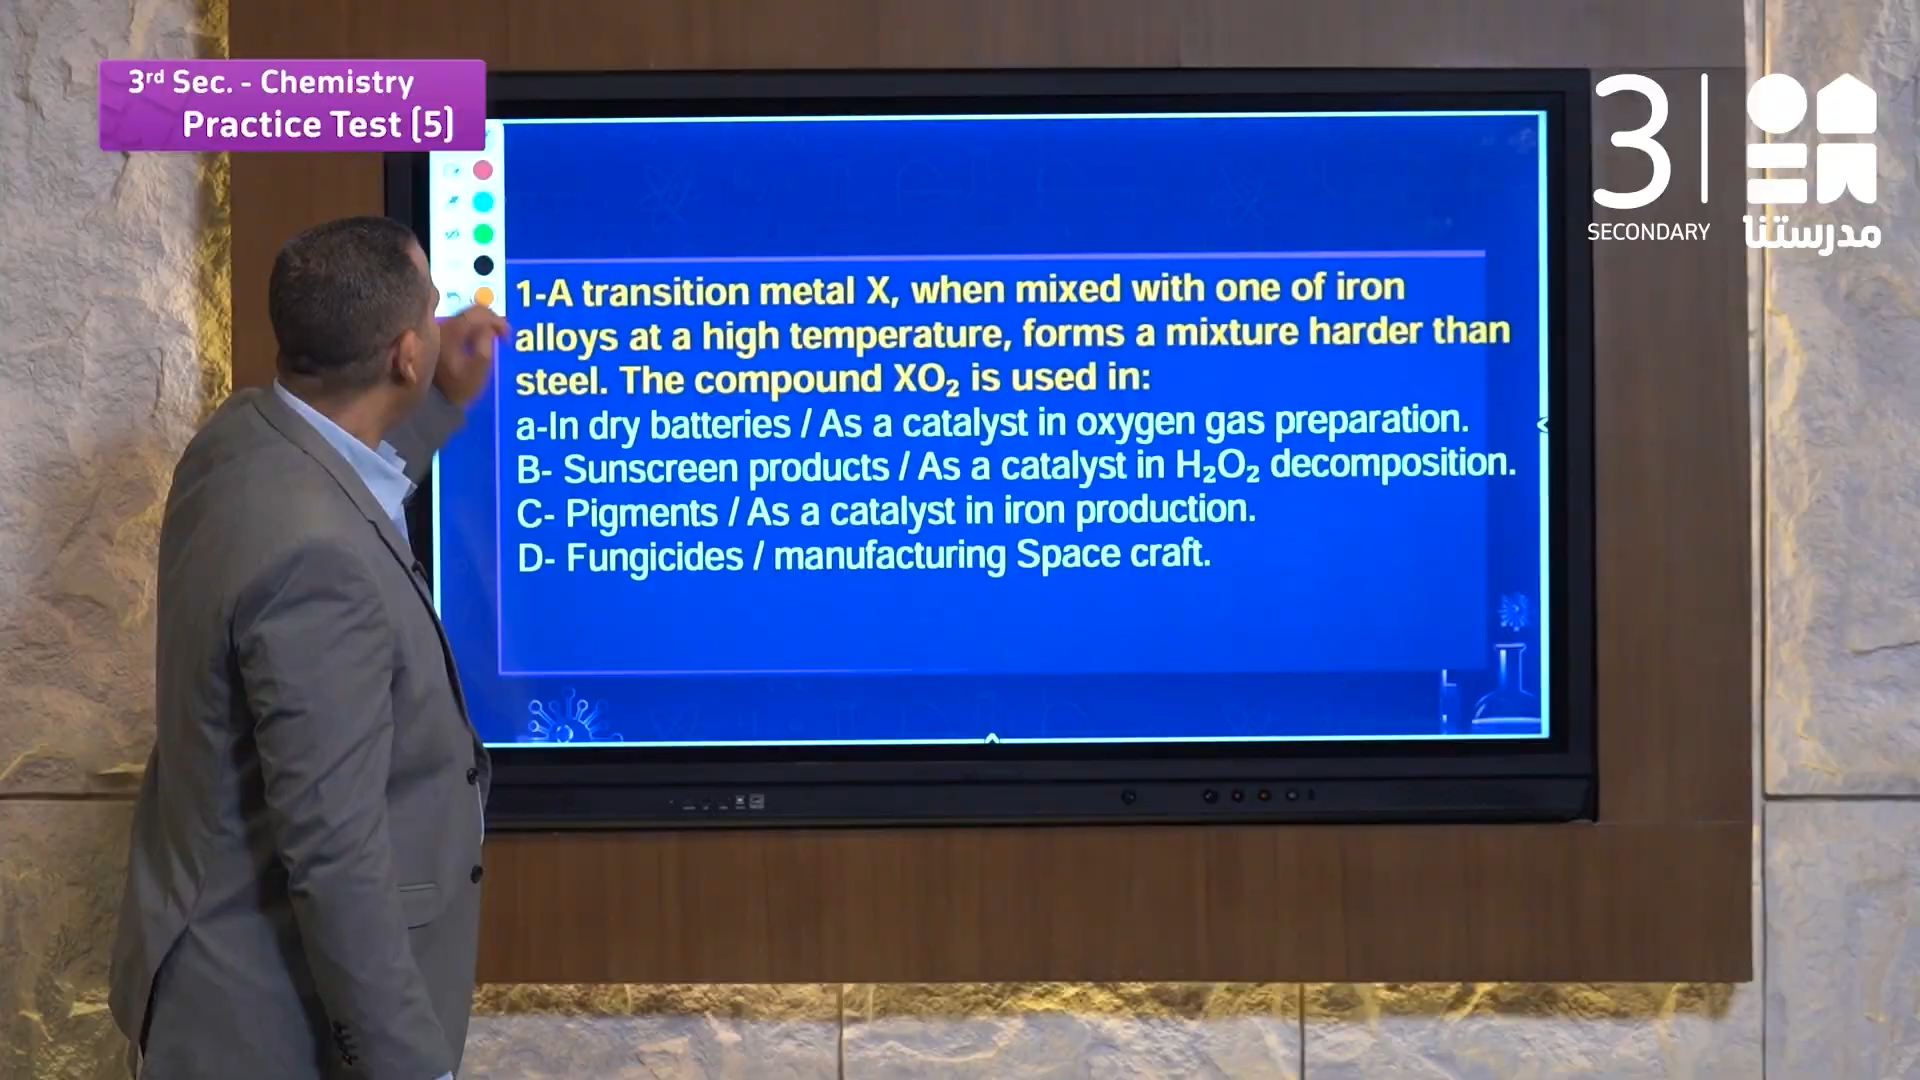 3rd Sec. - Chemistry
Practice Test [5]
3
SECONDARY
مدرستنا
1-A transition metal X, when mixed with one of iron
alloys at a high temperature, forms a mixture harder than
steel. The compound XO₂ is used in:
a-In dry batteries / As a catalyst in oxygen gas preparation.
B- Sunscreen products / As a catalyst in H₂O₂ decomposition.
C- Pigments / As a catalyst in iron production.
D- Fungicides / manufacturing Space craft.